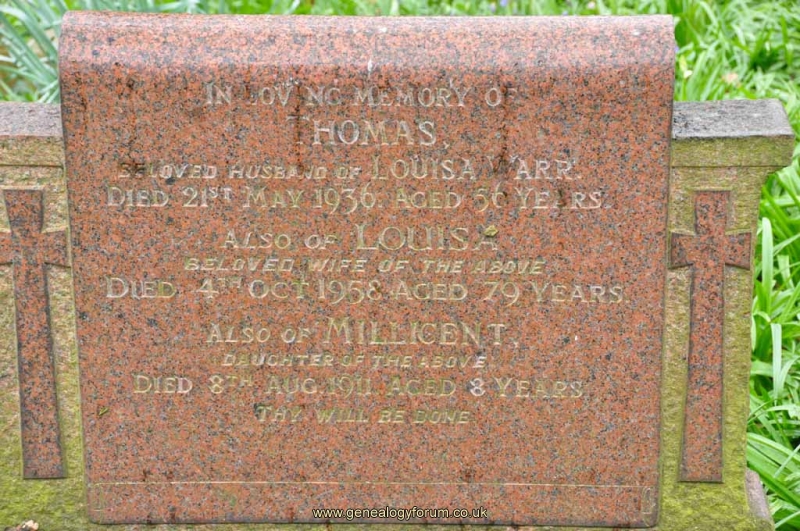 IN LOVING MEMORY OF
THOMAS,
BELOVED HUSBAND OF LOUISA WARR.
DIED 21ST MAY 1936. AGED 56 YEARS.
ALSO OF LOUISA
BELOVED WIFE OF THE ABOVE
DIED 4TH OCT 1958 AGED 79 YEARS.
ALSO OF MILLICENT,
DAUGHTER OF THE ABOVE.
DIED 8TH AUG. 1911. AGED 8 YEARS
THY WILL BE DONE
www.genealogyforum.co.uk